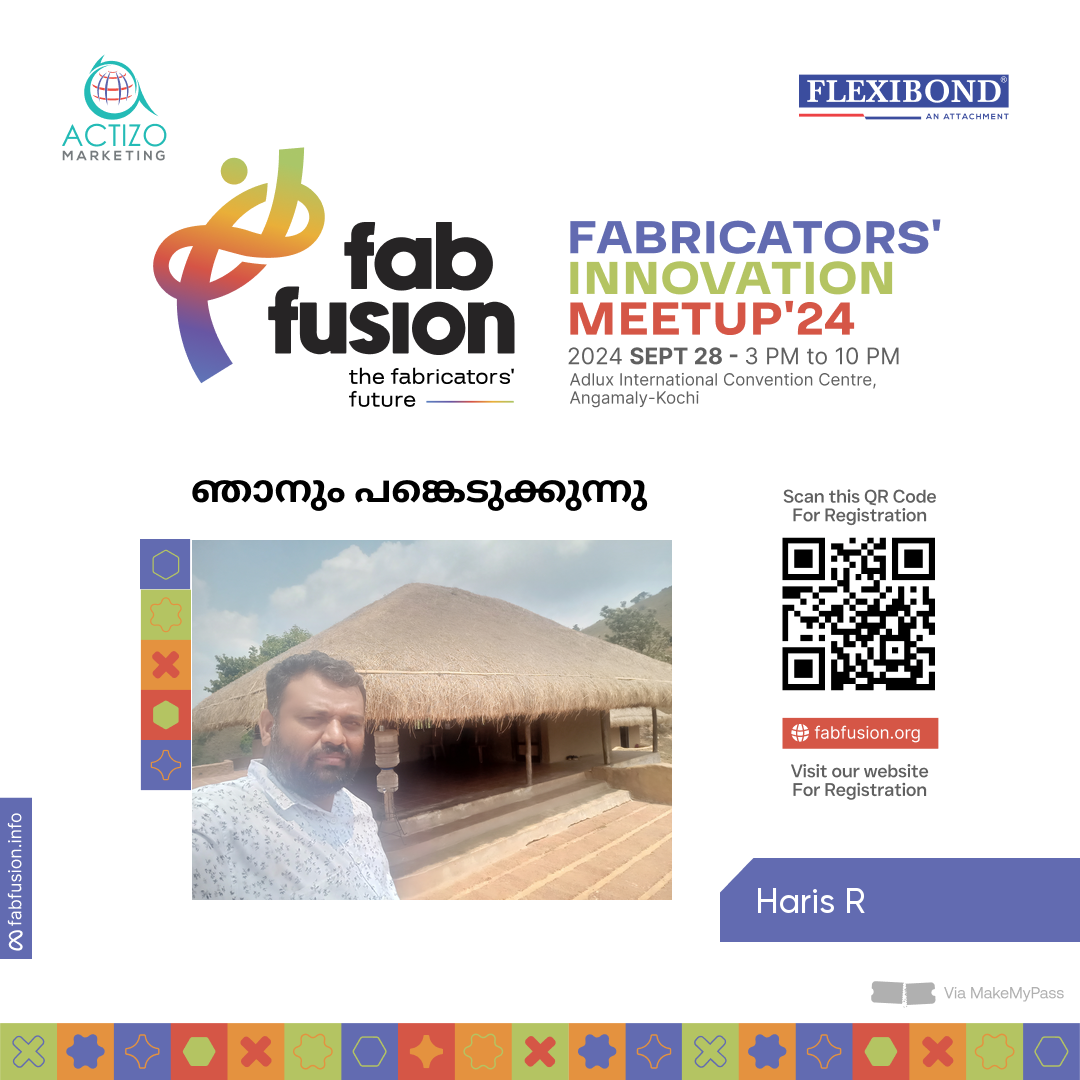 ACTIZO
MARKETING
FLEXIBOND®
AN ATTACHMENT
fab
fusion
the fabricators'
future
FABRICATORS'
INNOVATION
MEETUP'24
2024 SEPT 28 - 3 PM to 10 PM
Adlux International Convention Centre,
Angamaly-Kochi
ഞാനും പങ്കെടുക്കുന്നു
Scan this QR Code
For Registration
fabfusion.org
Visit our website
For Registration
fabfusion.info
Haris R
Via MakeMyPass